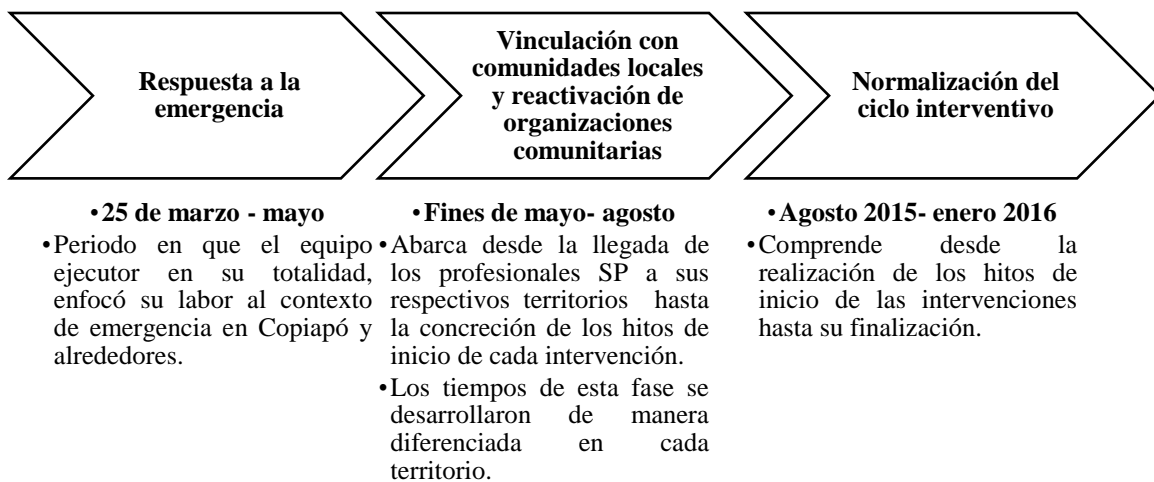 Respuesta a la
emergencia
Vinculación con
comunidades locales
y reactivación de
organizaciones
comunitarias
Normalización del
ciclo interventivo
•25 de marzo - mayo
•Periodo en que el equipo
ejecutor en su totalidad,
enfocó su labor al contexto
de emergencia en Copiapó y
alrededores.
•Fines de mayo- agosto
•Abarca desde la llegada de
los profesionales SP a sus
respectivos territorios hasta
la concreción de los hitos de
inicio de cada intervención.
•Los tiempos de esta fase se
desarrollaron de manera
diferenciada en cada
territorio.
•Agosto 2015- enero 2016
•Comprende desde la
realización de los hitos de
inicio de las intervenciones
hasta su finalización.